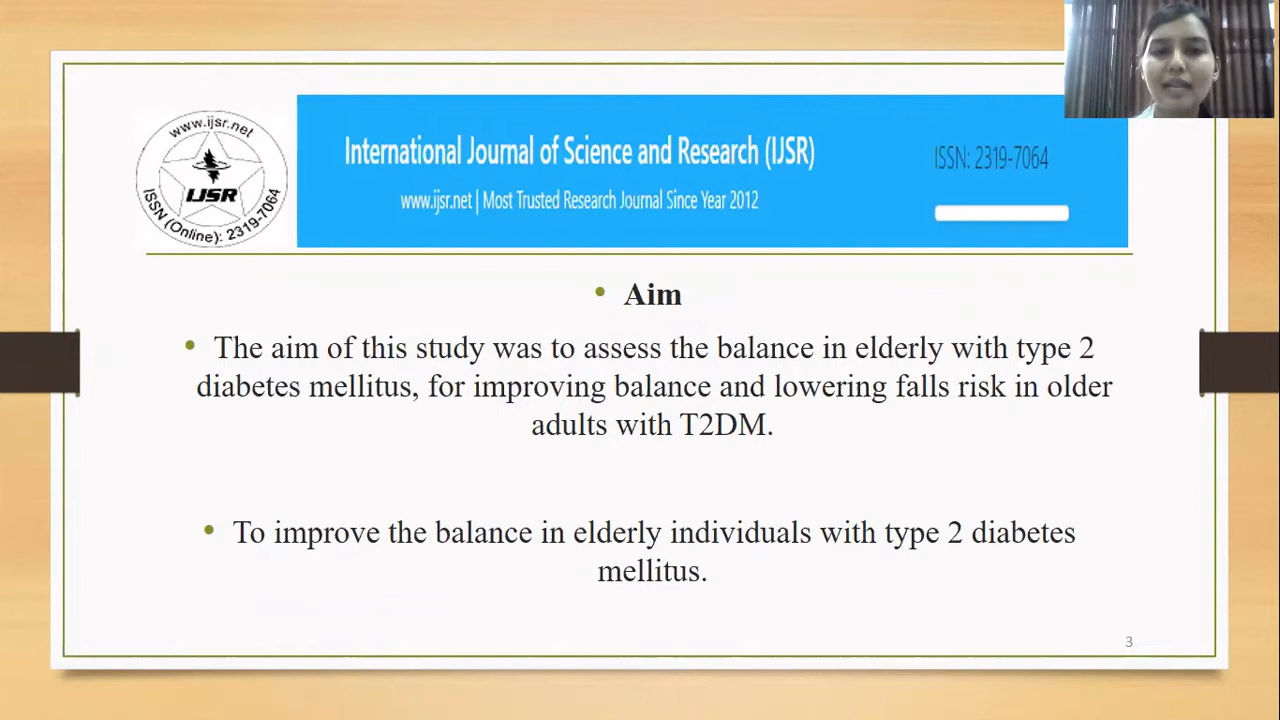 www.ijsr.net
IJSR
ISSN (Online): 2319-7064
International Journal of Science and Research (IJSR)
ISSN: 2319-7064
www.ijsr.net | Most Trusted Research Journal Since Year 2012
• Aim
• The aim of this study was to assess the balance in elderly with type 2
diabetes mellitus, for improving balance and lowering falls risk in older
adults with T2DM.
• To improve the balance in elderly individuals with type 2 diabetes
mellitus.
3